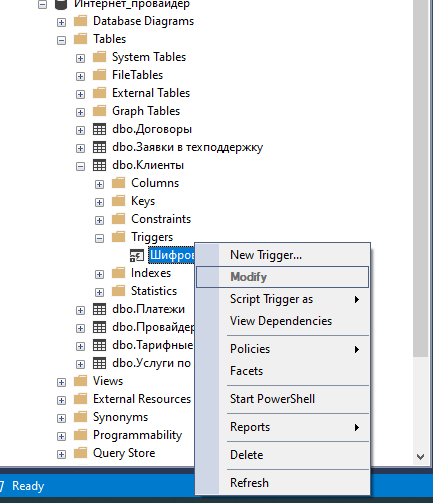 Интернет_провайдер
Database Diagrams
Tables
System Tables
FileTables
External Tables
Graph Tables
dbo.Договоры
dbo.Заявки в техподдержку
dbo.Клиенты
Columns
Keys
Constraints
Triggers
Шифров
New Trigger...
Modify
Script Trigger as
View Dependencies
Policies
Facets
Start PowerShell
Reports
Delete
Refresh
Indexes
Statistics
dbo.Платежи
dbo.Провайдер
dbo.Тарифные
dbo.Услуги по
Views
External Resources
Synonyms
Programmability
Query Store
Ready